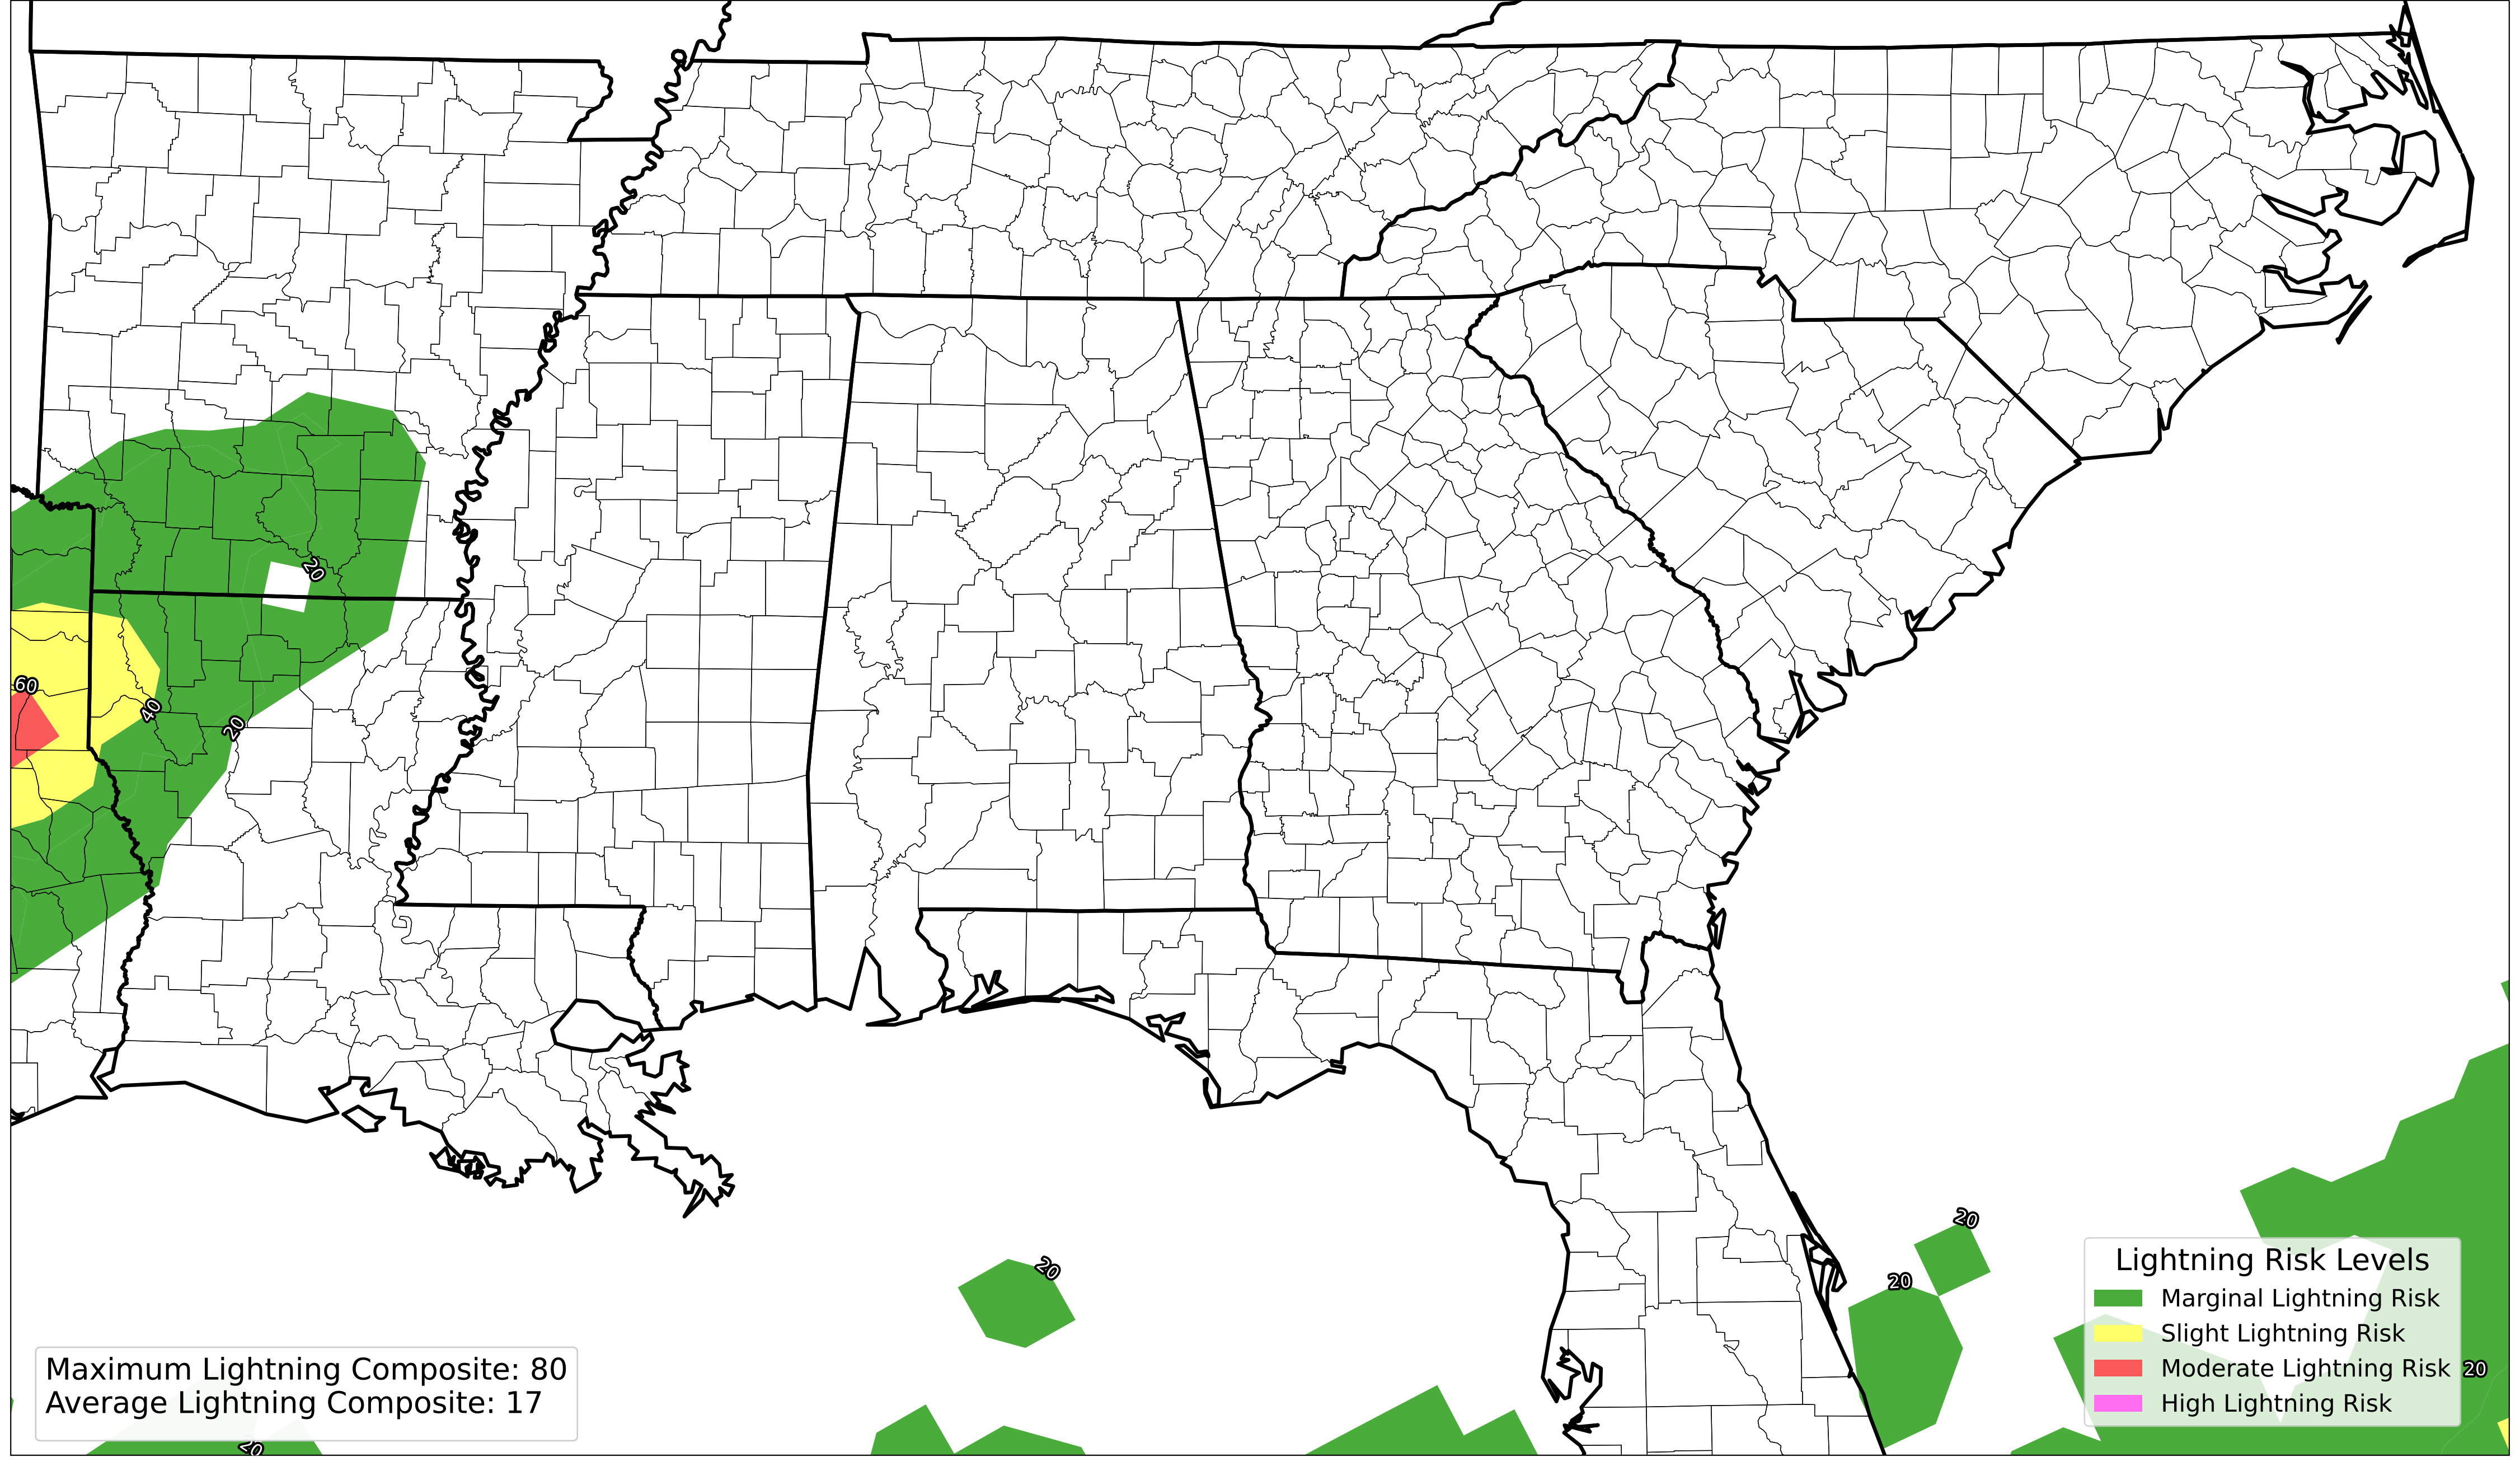 20
60
40
20
20
20
20
20
20
Maximum Lightning Composite: 80
Average Lightning Composite: 17
Lightning Risk Levels
Marginal Lightning Risk
Slight Lightning Risk
Moderate Lightning Risk
High Lightning Risk